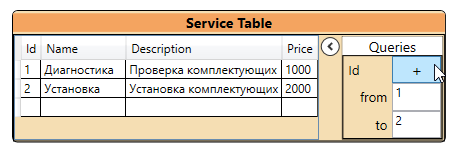 Service Table
Id Name Description Price
1 Диагностика Проверка комплектующих 1000
2 Установка Установка комплектующих 2000
Queries
Id +
from 1
to 2